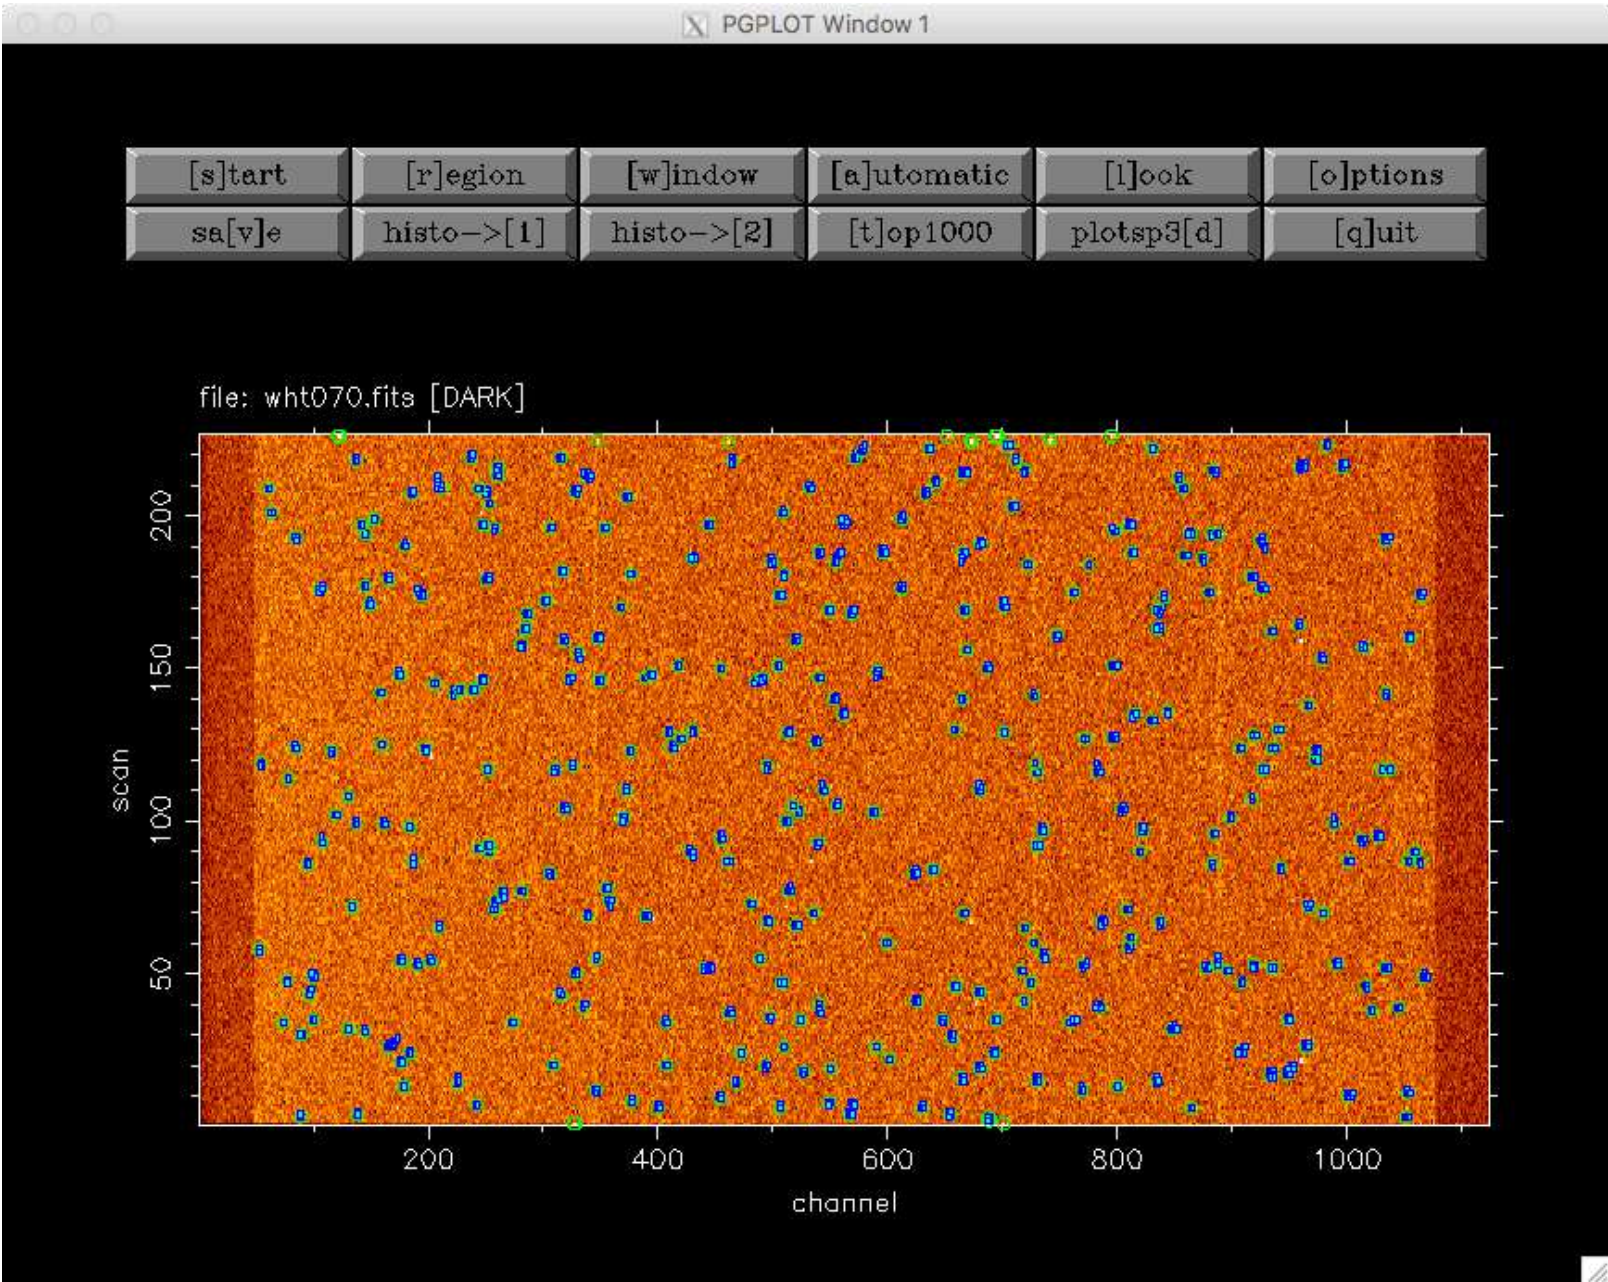 PGPLOT Window 1
[s]tart [r]egion [w]indow [a]utomatic [l]ook [o]ptions
sa[v]e histo->[1] histo->[2] [t]op1000 plotsp3[d] [q]uit
file: wht070.fits [DARK]
200
150
scan
100
50
200 400 600 800 1000
channel